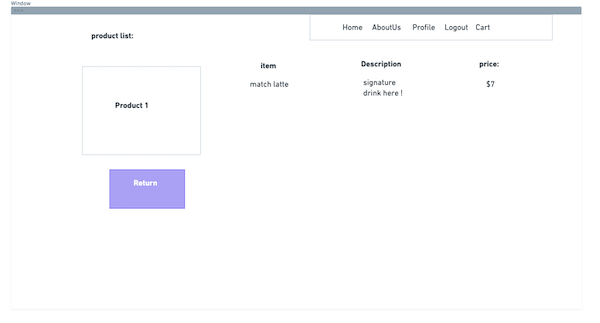 Window
Home AboutUs Profile Logout Cart
product list:
item Description price:
match latte signature $7
drink here !
Product 1
Return